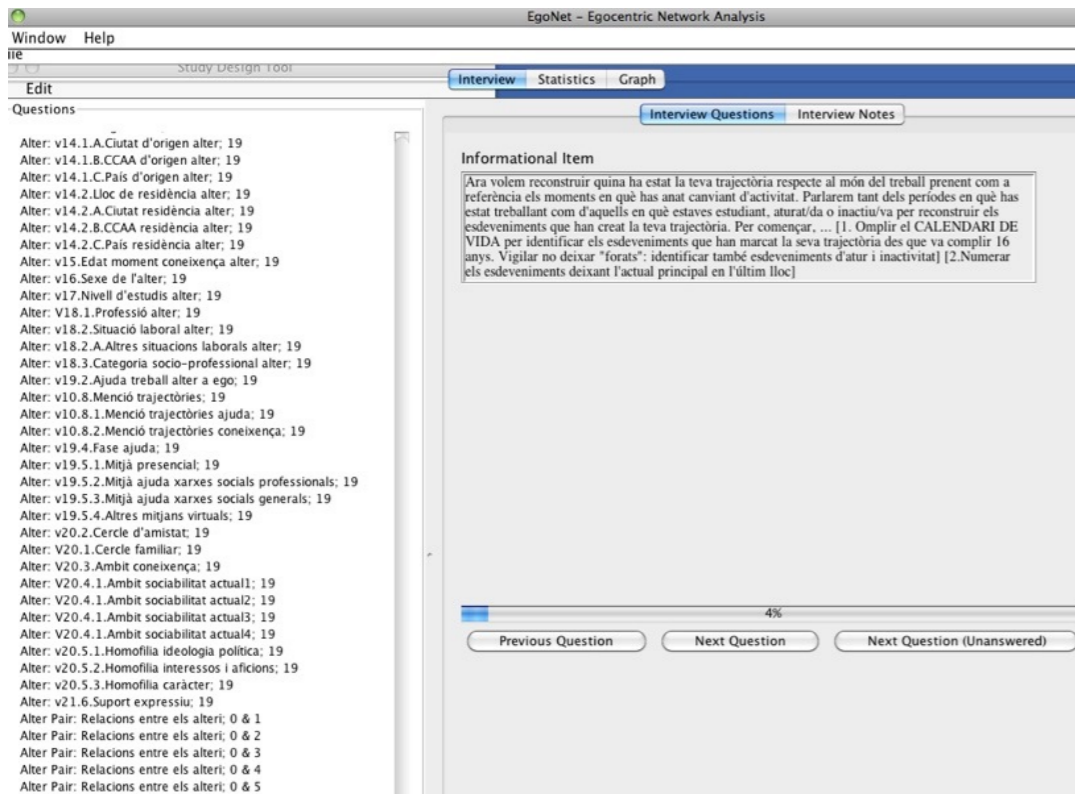 EgoNet – Egocentric Network Analysis
Window Help
Study Design Tool
Edit
Interview Statistics Graph
Questions
Interview Questions Interview Notes
Alter: v14.1.A.Ciutat d'origen alter; 19
Alter: v14.1.B.CCAA d'origen alter; 19
Alter: v14.1.C.País d'origen alter; 19
Alter: v14.2.Lloc de residència alter; 19
Alter: v14.2.A.Ciutat residència alter; 19
Alter: v14.2.B.CCAA residència alter; 19
Alter: v14.2.C.País residència alter; 19
Alter: v15.Edat moment coneixença alter; 19
Alter: v16.Sexe de l'alter; 19
Alter: v17.Nivell d'estudis alter; 19
Alter: V18.1.Professió alter; 19
Alter: v18.2.Situació laboral alter; 19
Alter: v18.2.A.Altres situacions laborals alter; 19
Alter: v18.3.Categoria socio-professional alter; 19
Alter: v19.2.Ajuda treball alter a ego; 19
Alter: v10.8.Menció trajectòries; 19
Alter: v10.8.1.Menció trajectòries ajuda; 19
Alter: v10.8.2.Menció trajectòries coneixença; 19
Alter: v19.4.Fase ajuda; 19
Alter: v19.5.1.Mitjà presencial; 19
Alter: v19.5.2.Mitjà ajuda xarxes socials professionals; 19
Alter: v19.5.3.Mitjà ajuda xarxes socials generals; 19
Alter: v19.5.4.Altres mitjans virtuals; 19
Alter: v20.2.Cercle d'amistat; 19
Alter: V20.1.Cercle familiar; 19
Alter: V20.3.Ambit coneixença; 19
Alter: V20.4.1.Ambit sociabilitat actual1; 19
Alter: V20.4.1.Ambit sociabilitat actual2; 19
Alter: V20.4.1.Ambit sociabilitat actual3; 19
Alter: V20.4.1.Ambit sociabilitat actual4; 19
Alter: v20.5.1.Homofília ideologia política; 19
Alter: v20.5.2.Homofília interessos i aficions; 19
Alter: v20.5.3.Homofília caràcter; 19
Alter: v21.6.Suport expressiu; 19
Alter Pair: Relacions entre els alteri; 0 & 1
Alter Pair: Relacions entre els alteri; 0 & 2
Alter Pair: Relacions entre els alteri; 0 & 3
Alter Pair: Relacions entre els alteri; 0 & 4
Alter Pair: Relacions entre els alteri; 0 & 5
Informational Item
Ara volem reconstruir quina ha estat la teva trajectòria respecte al món del treball prenent com a
referència els moments en què has anat canviant d'activitat. Parlarem tant dels períodes en què has
estat treballant com d'aquells en què estaves estudiant, aturat/da o inactiu/va per reconstruir els
esdeveniments que han creat la teva trajectòria. Per començar, ... [1. Omplir el CALENDARI DE
VIDA per identificar els esdeveniments que han marcat la seva trajectòria des que va complir 16
anys. Vigilar no deixar "forats": identificar també esdeveniments d'atur i inactivitat] [2.Numerar
els esdeveniments deixant l'actual principal en l'últim lloc]
4%
Previous Question Next Question Next Question (Unanswered)